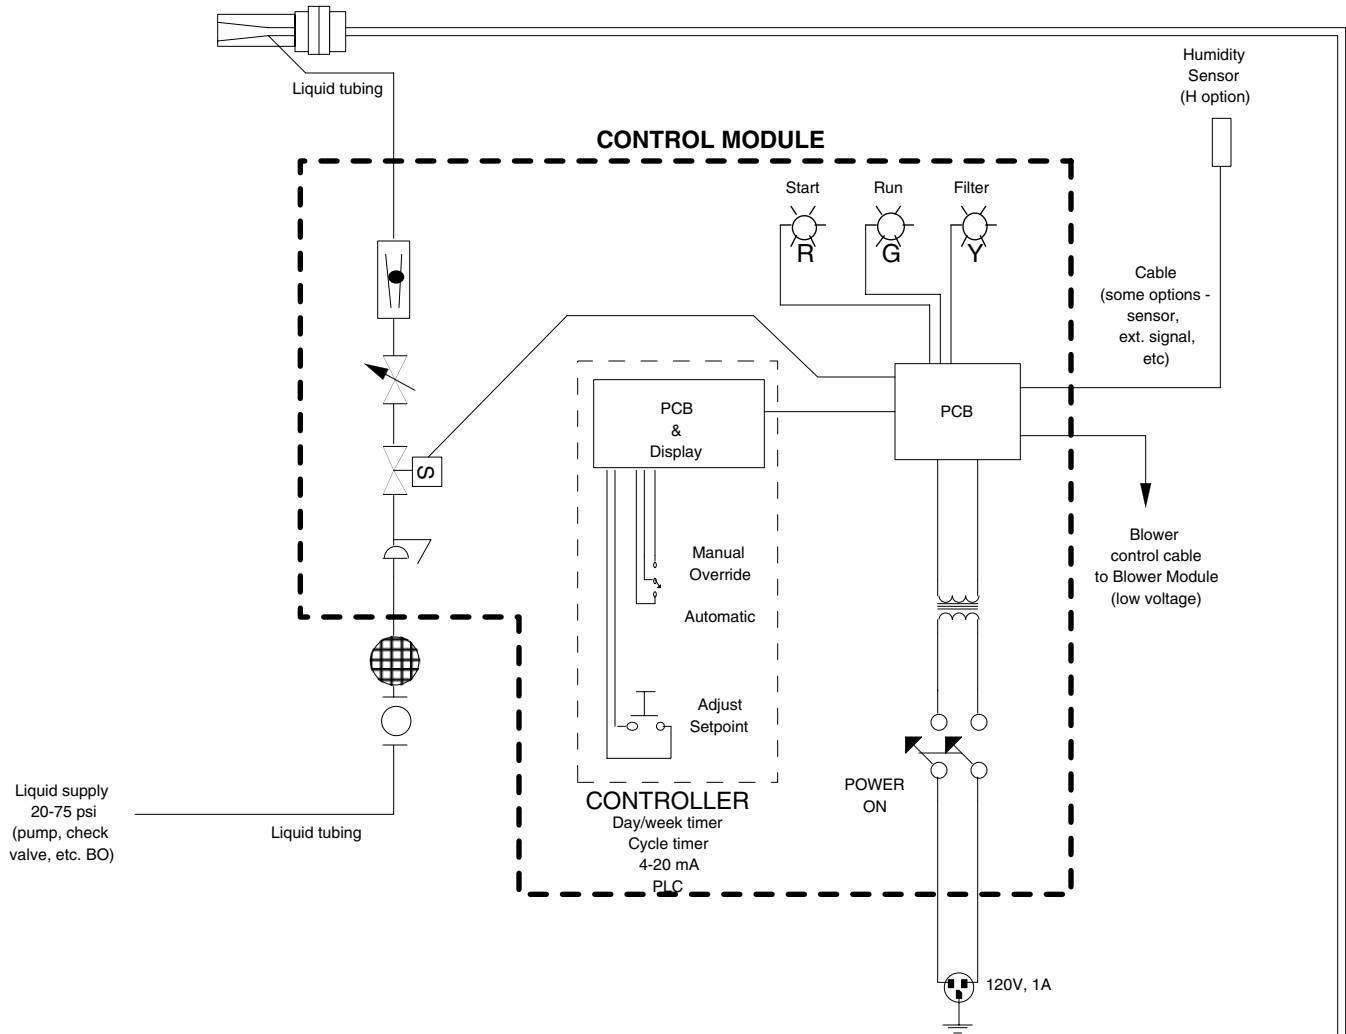 Liquid tubing
Humidity
Sensor
(H option)
CONTROL MODULE
Start
Run
Filter
R
G
Y
Cable
(some options -
sensor,
ext. signal,
etc)
PCB
&
Display
PCB
S
Manual
Override
Automatic
Blower
control cable
to Blower Module
(low voltage)
Adjust
Setpoint
POWER
ON
Liquid supply
20-75 psi
(pump, check
valve, etc. BO)
Liquid tubing
CONTROLLER
Day/week timer
Cycle timer
4-20 mA
PLC
120V, 1A